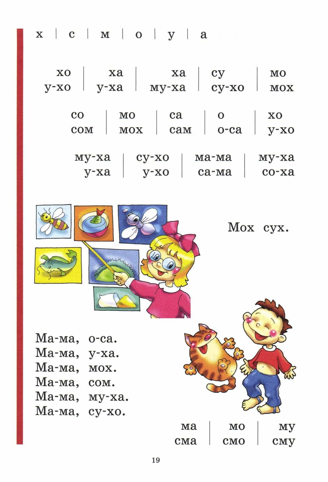 х | с | м | о | у | а
хо | ха | ха | су | мо
у-хо | у-ха | му-ха | су-хо | мох
со | мо | са | о | хо
сом | мох | сам | о-са | у-хо
му-ха | су-хо | ма-ма | му-ха
у-ха | у-хо | са-ма | со-ха
Мох сух.
Ма-ма, о-са.
Ма-ма, у-ха.
Ма-ма, мох.
Ма-ма, сом.
Ма-ма, му-ха.
Ма-ма, су-хо.
ма | мо | му
сма | смо | сму
19